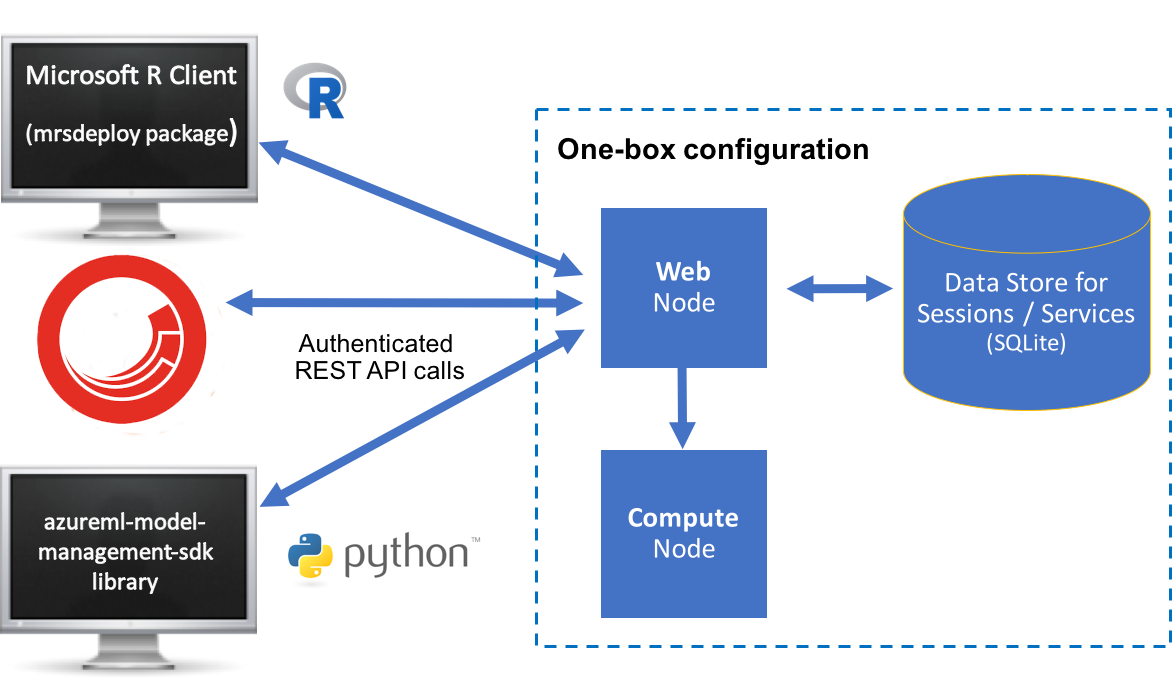 Microsoft R Client
(mrsdeploy package)
R
One-box configuration
Web
Node
Data Store for
Sessions / Services
(SQLite)
Authenticated
REST API calls
Compute
Node
azureml-model-
management-sdk
library
python™